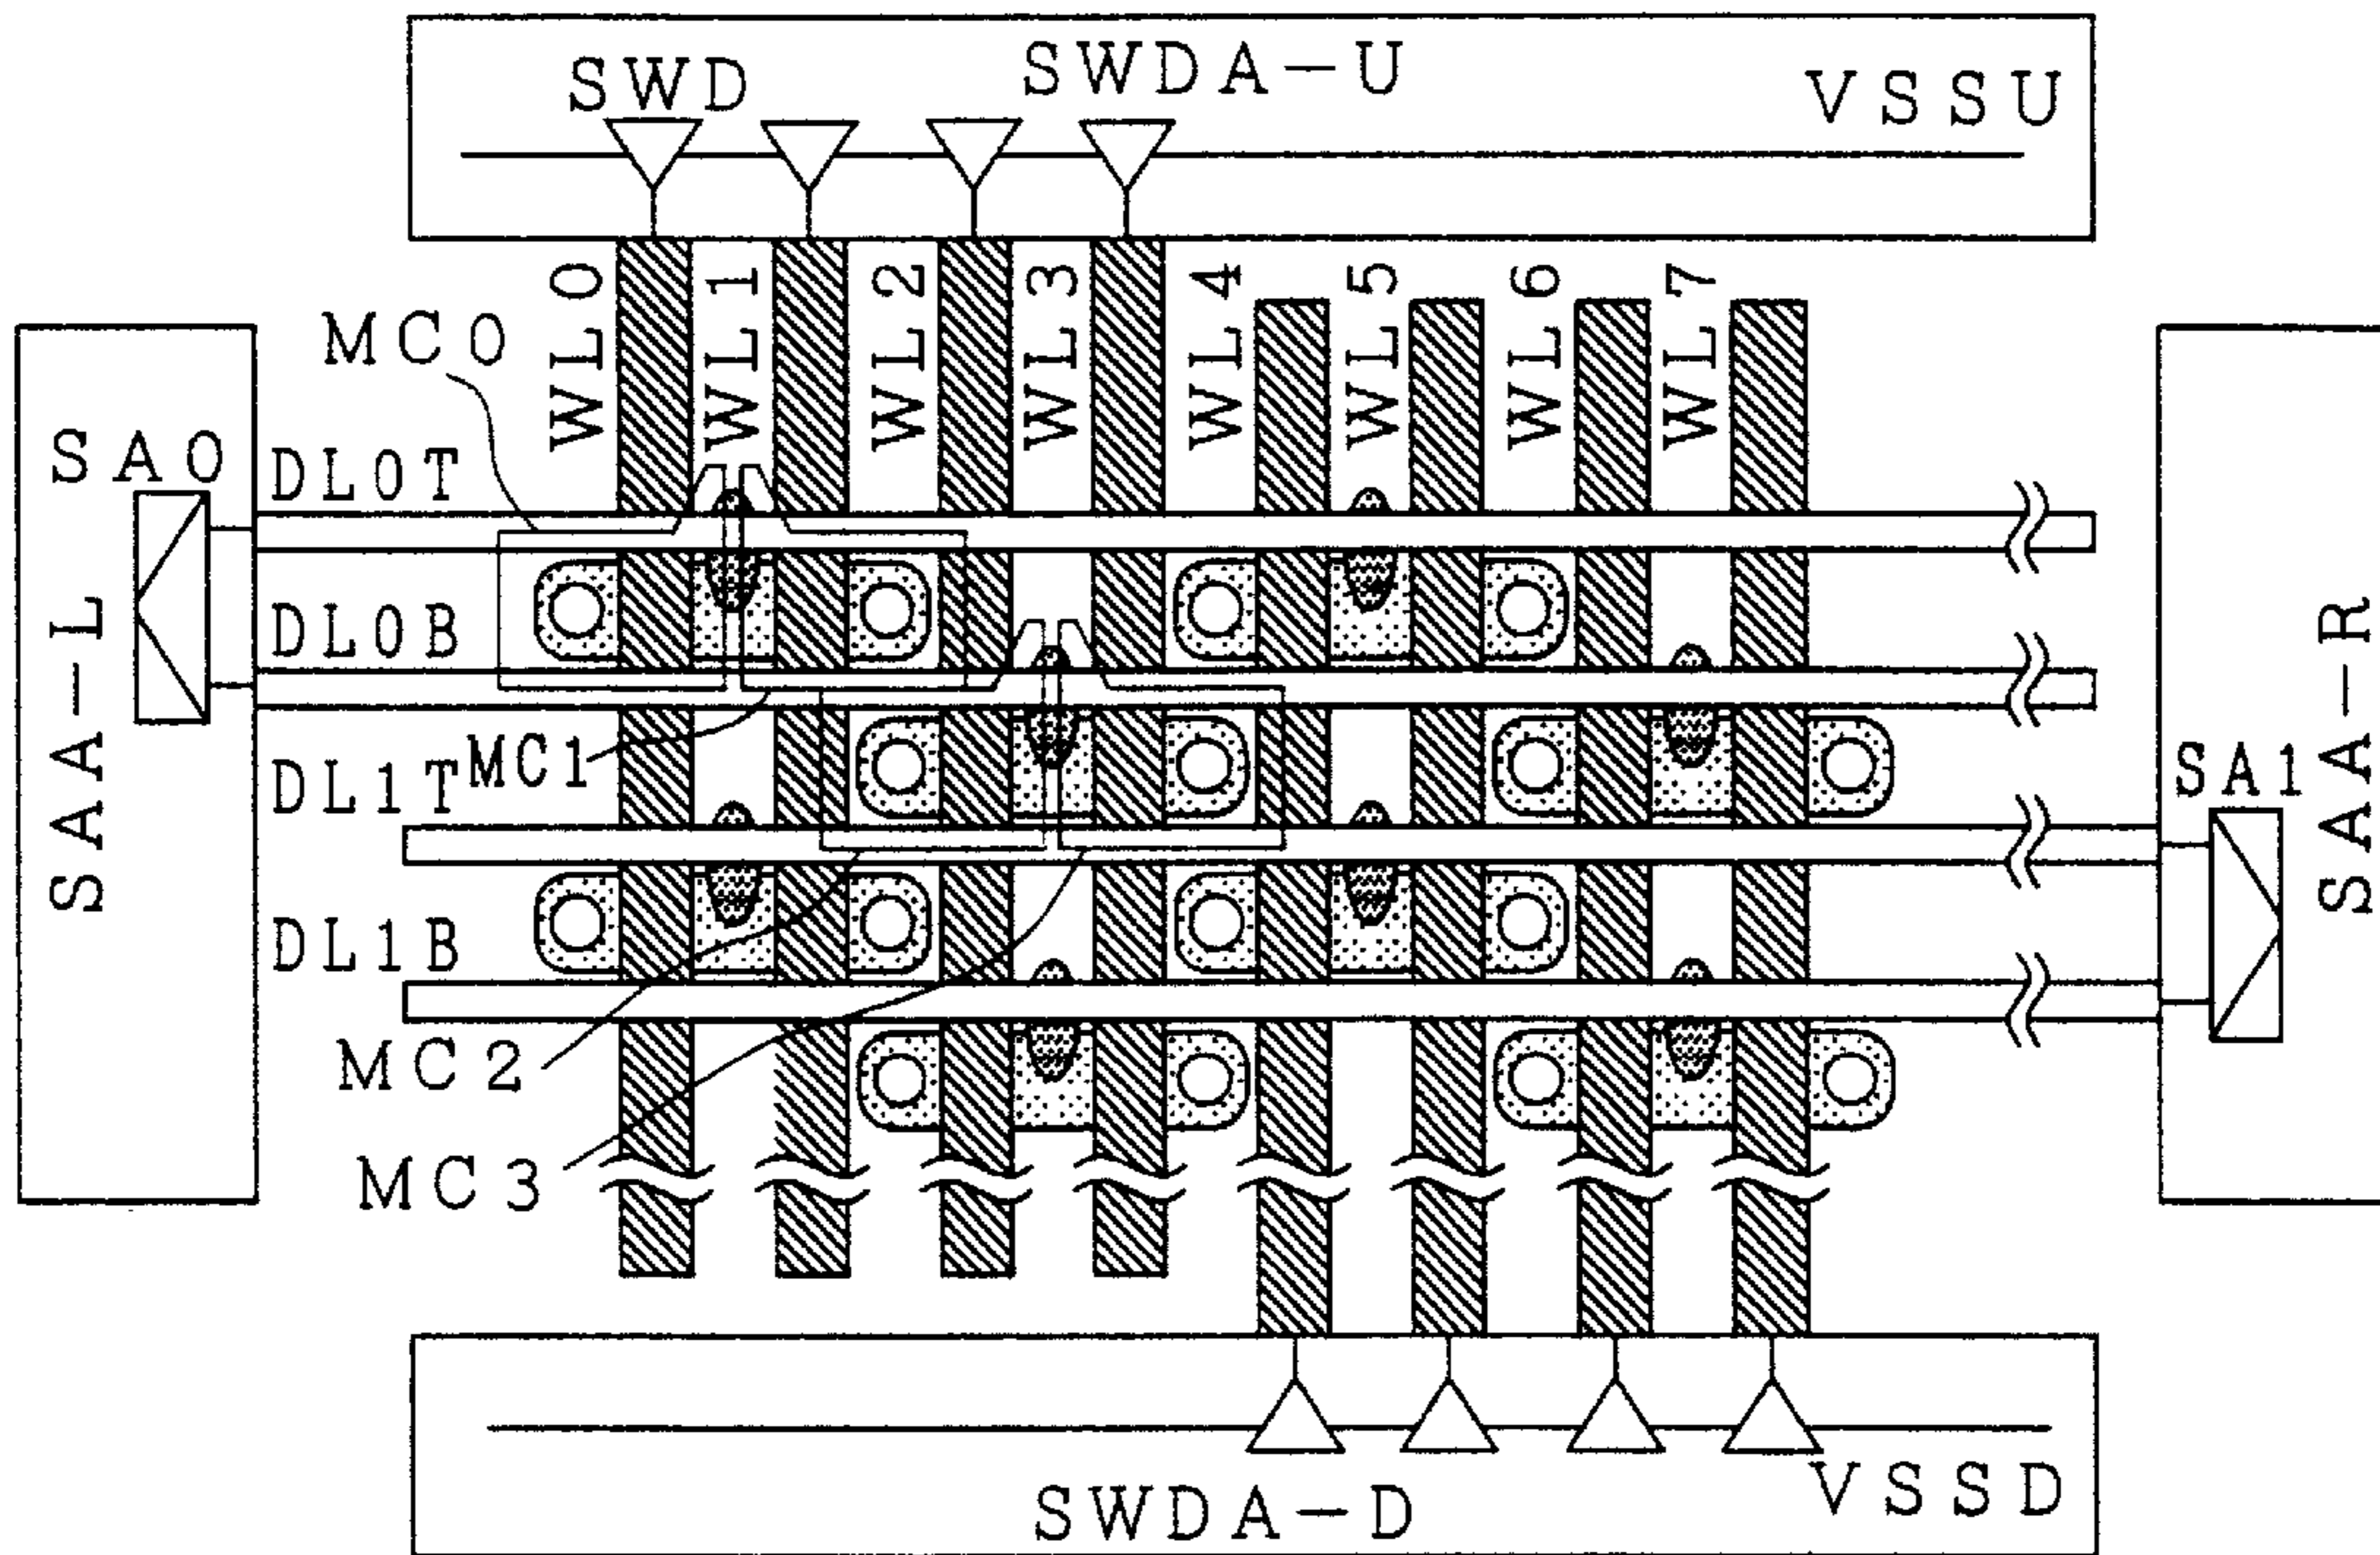 SWDA-U
SWD
VSSU
WL0
WL1
WL2
WL3
WL4
WL5
WL6
WL7
MC0
SA0
DL0T
DL0B
SAA-L
SAA-R
MC1
DL1T
SA1
DL1B
MC2
MC3
VSSD
SWDA-D